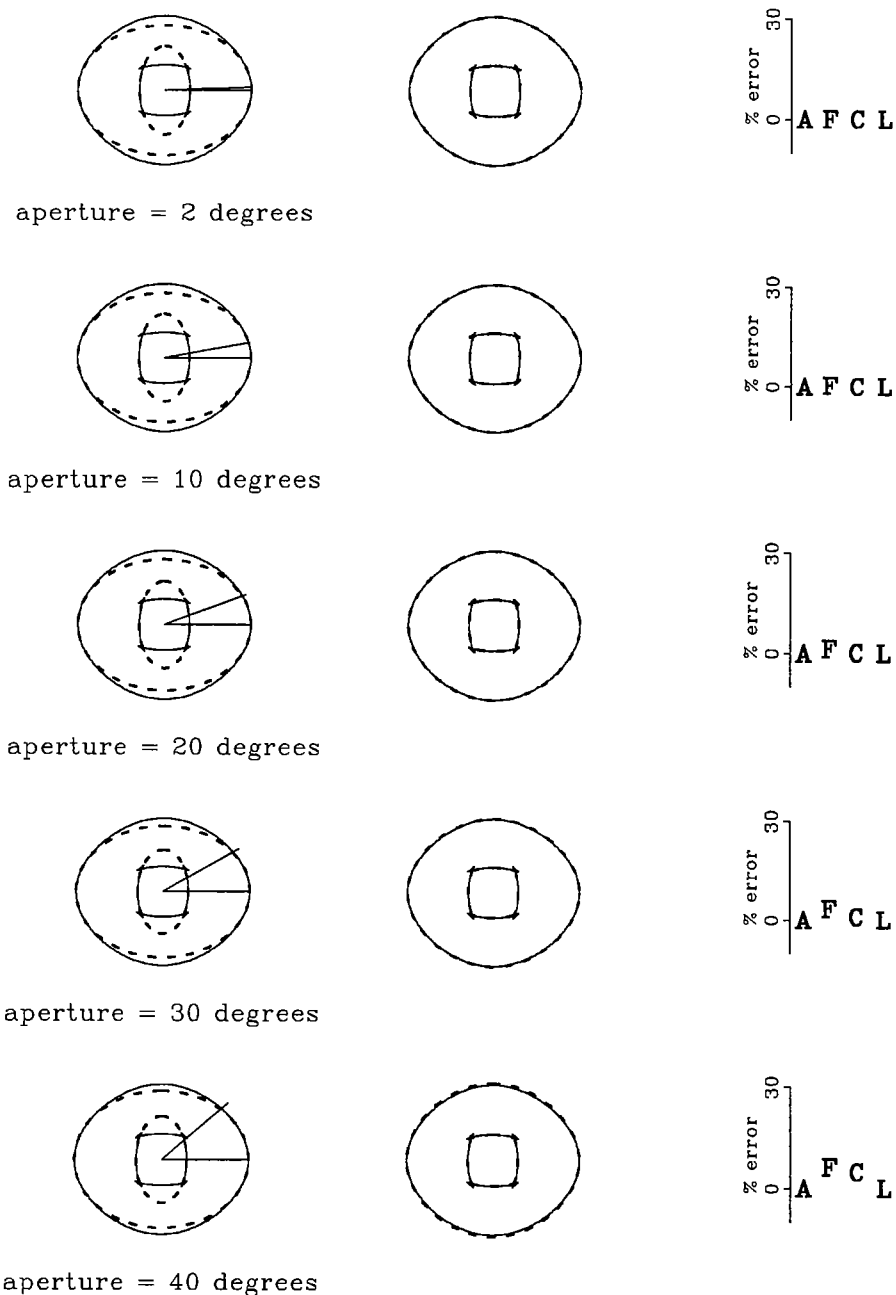 30
% error
0
A F C L
aperture = 2 degrees
30
% error
0
A F C L
aperture = 10 degrees
30
% error
0
A F C L
aperture = 20 degrees
30
% error
0
A F C L
aperture = 30 degrees
30
% error
0
A F C L
aperture = 40 degrees